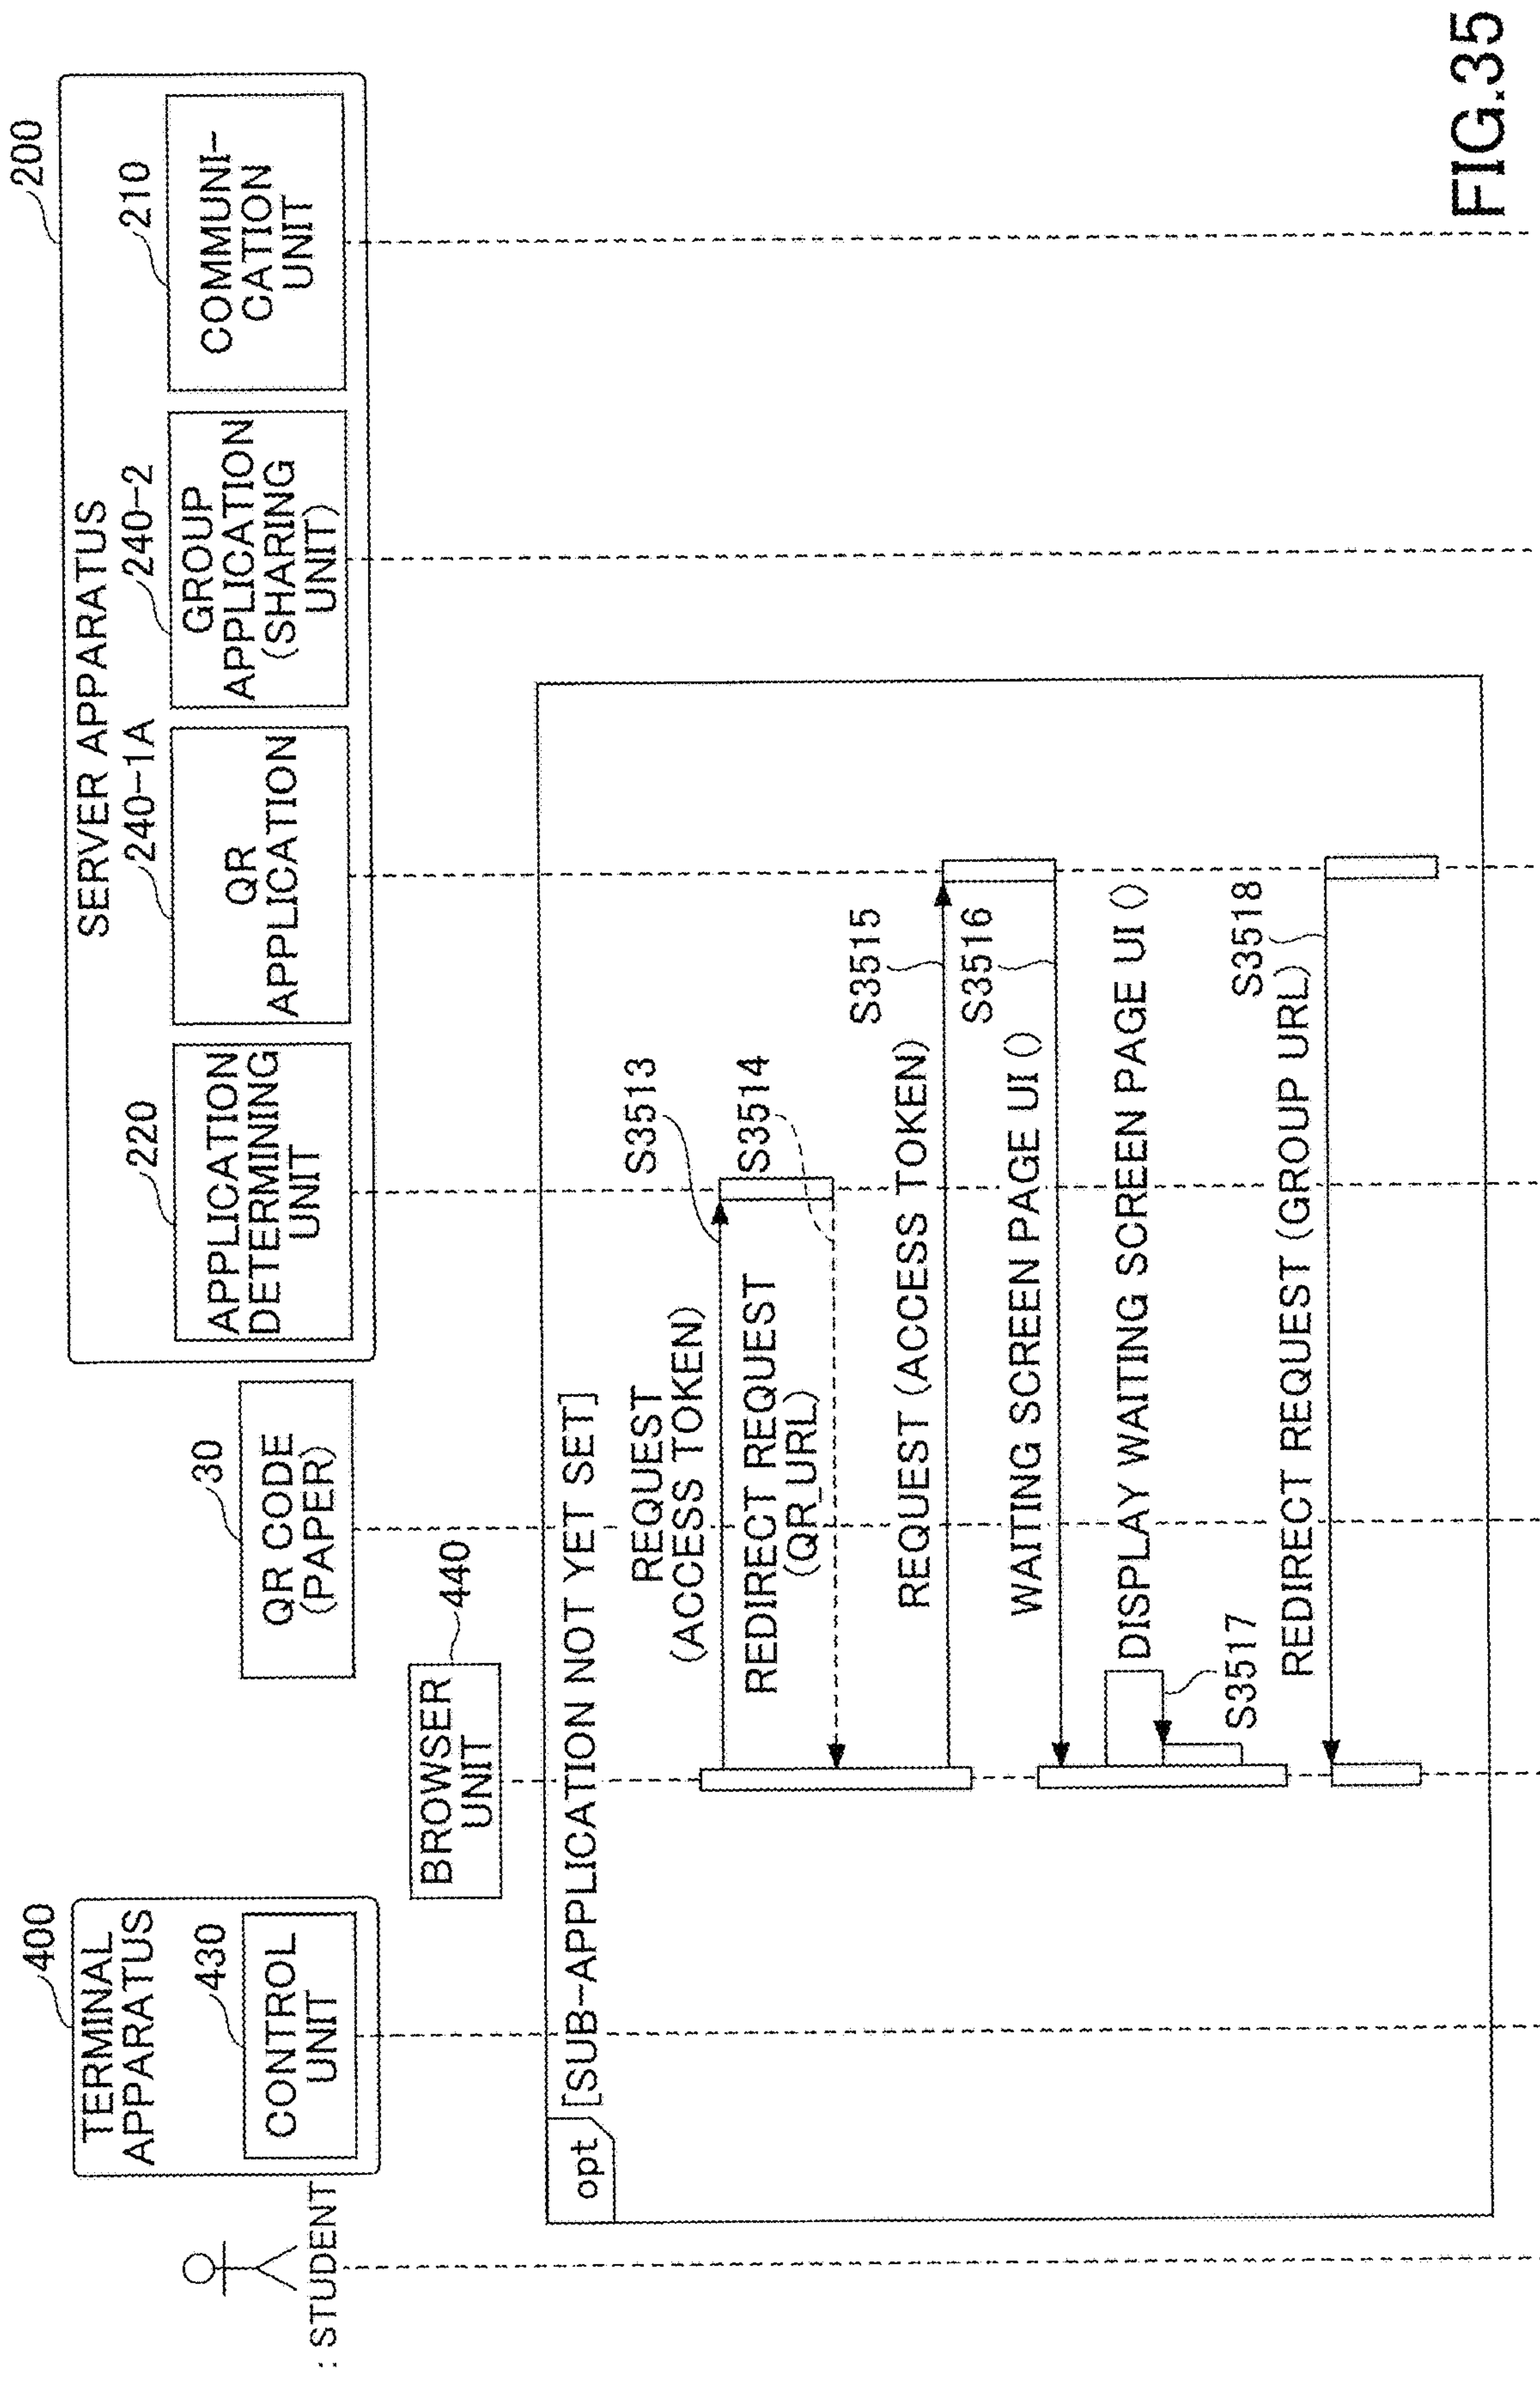 200
SERVER APPARATUS
400
TERMINAL
APPARATUS
430
CONTROL
UNIT
: STUDENT
440
BROWSER
UNIT
30
QR CODE
(PAPER)
220
APPLICATION
DETERMINING
UNIT
240-1A
QR
APPLICATION
240-2
GROUP
APPLICATION
(SHARING
UNIT)
210
COMMUNI-
CATION
UNIT
opt
[SUB-APPLICATION NOT YET SET]
REQUEST
(ACCESS TOKEN)
S3513
REDIRECT REQUEST
(QR_URL)
S3514
REQUEST (ACCESS TOKEN)
S3515
WAITING SCREEN PAGE UI ()
S3516
DISPLAY WAITING SCREEN PAGE UI ()
S3517
REDIRECT REQUEST (GROUP URL)
S3518
FIG.35